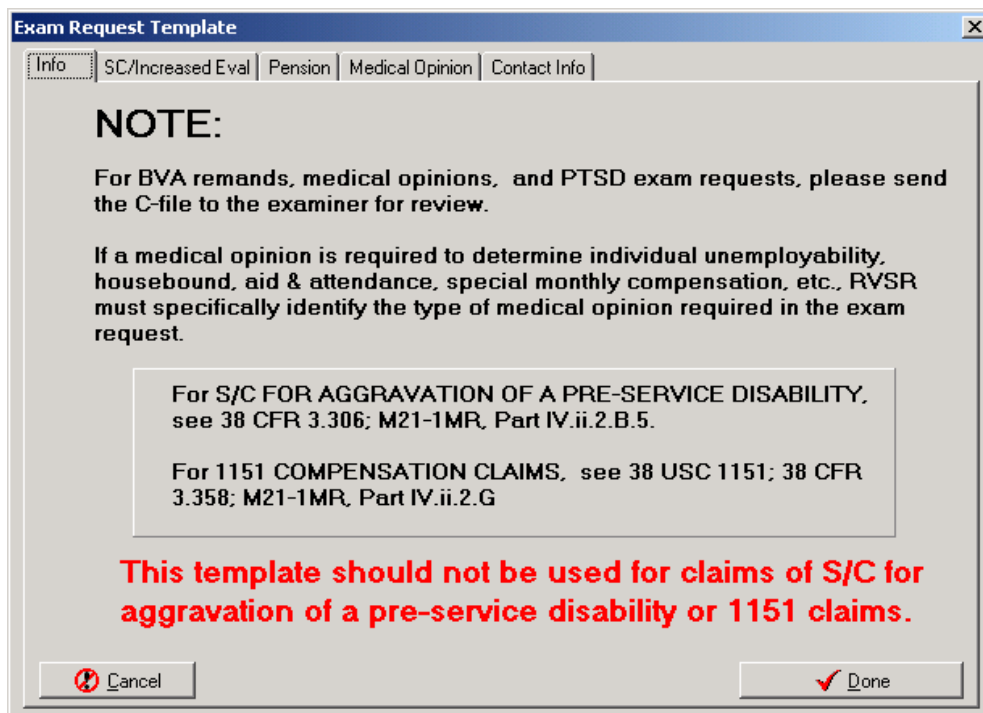 Exam Request Template
Info SC/Increased Eval Pension Medical Opinion Contact Info
NOTE:
For BVA remands, medical opinions, and PTSD exam requests, please send
the C-file to the examiner for review.
If a medical opinion is required to determine individual unemployability,
housebound, aid & attendance, special monthly compensation, etc., RVSR
must specifically identify the type of medical opinion required in the exam
request.
For S/C FOR AGGRAVATION OF A PRE-SERVICE DISABILITY,
see 38 CFR 3.306; M21-1MR, Part IV.ii.2.B.5.
For 1151 COMPENSATION CLAIMS, see 38 USC 1151; 38 CFR
3.358; M21-1MR, Part IV.ii.2.G
This template should not be used for claims of S/C for
aggravation of a pre-service disability or 1151 claims.
Cancel Done